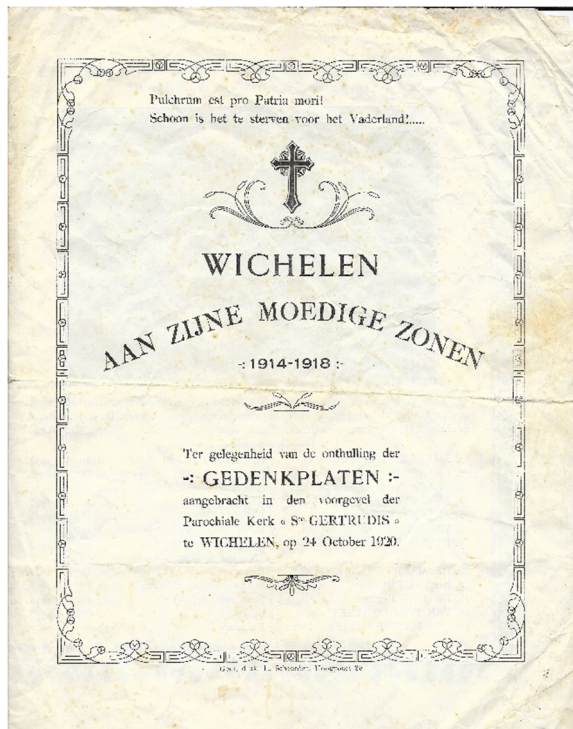 Pulchrum est pro Patria mori!
Schoon is het te sterven voor het Vaderland!.....
WICHELEN
AAN ZIJNE MOEDIGE ZONEN
-: 1914-1918 :-
Ter gelegenheid van de onthulling der
-: GEDENKPLATEN :-
aangebracht in den voorgevel der
Parochiale Kerk « Ste GERTRUDIS »
te WICHELEN, op 24 October 1920.